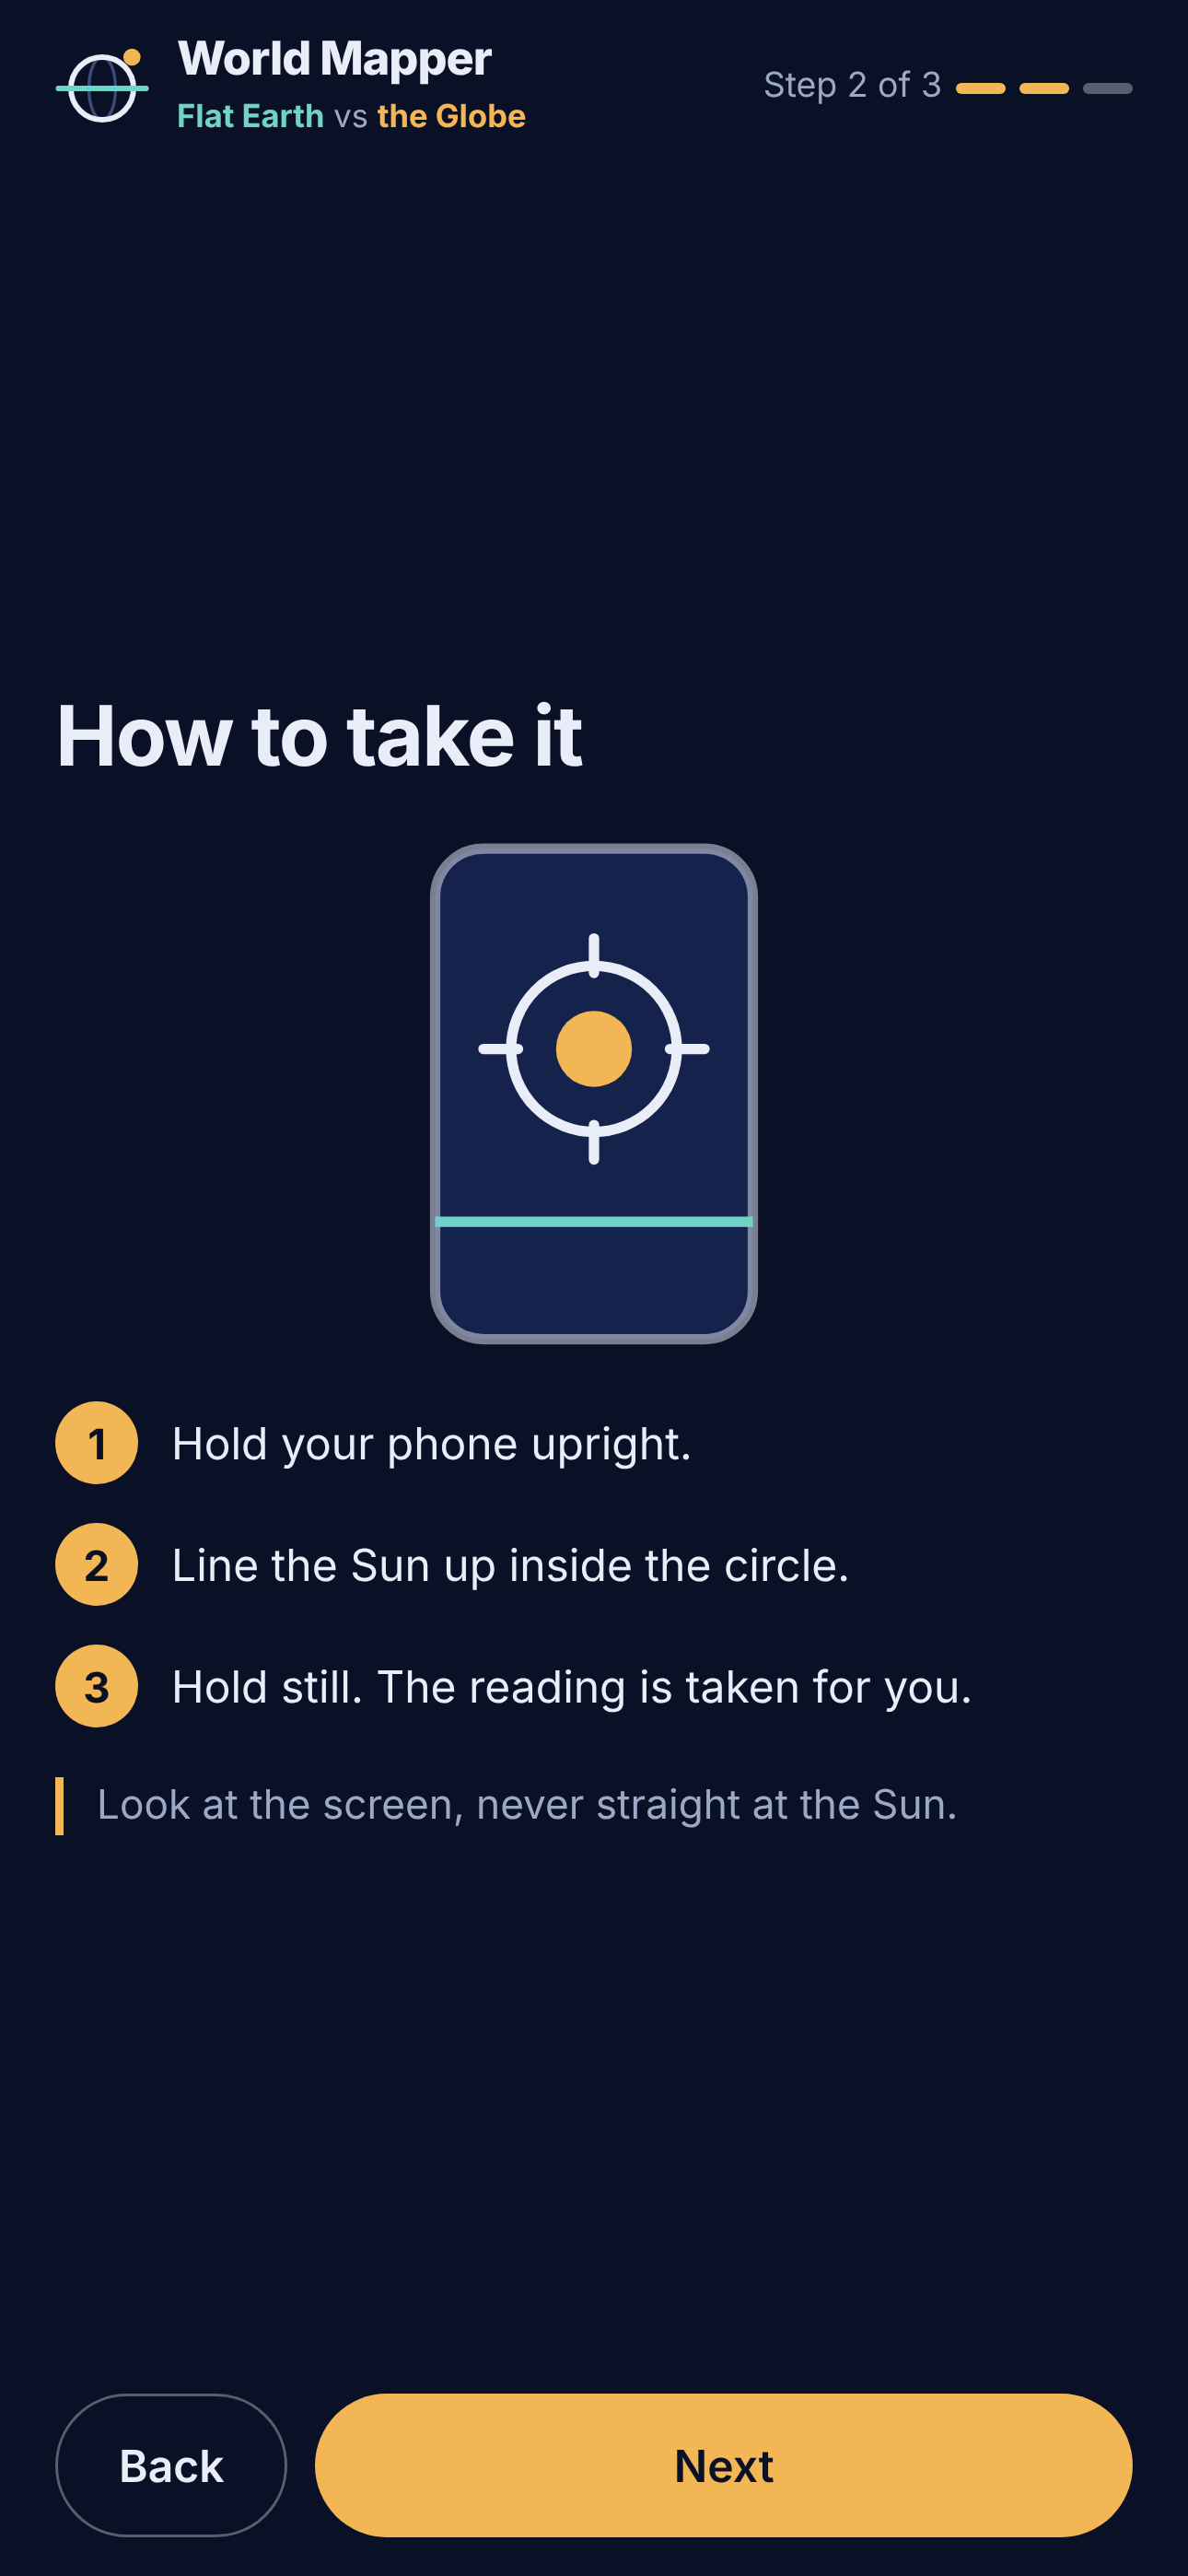 World Mapper
Flat Earth vs the Globe
Step 2 of 3
How to take it
1 Hold your phone upright.
2 Line the Sun up inside the circle.
3 Hold still. The reading is taken for you.
Look at the screen, never straight at the Sun.
Back
Next